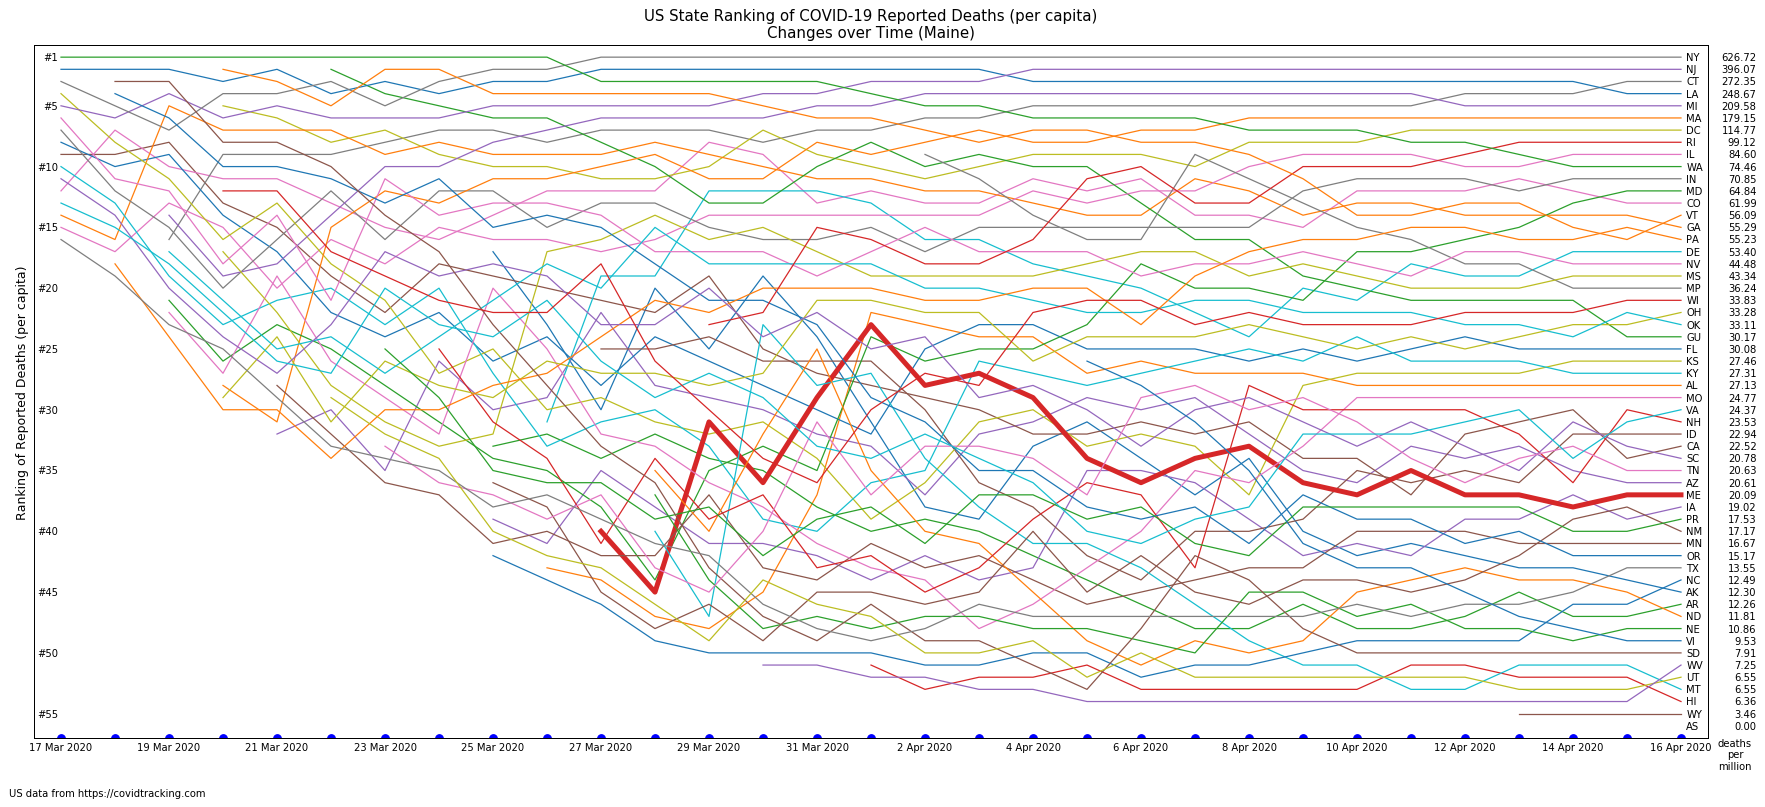 US State Ranking of COVID-19 Reported Deaths (per capita)
Changes over Time (Maine)
Ranking of Reported Deaths (per capita)
#1
#5
#10
#15
#20
#25
#30
#35
#40
#45
#50
#55
NY 626.72
NJ 396.07
CT 272.35
LA 248.67
MI 209.58
MA 179.15
DC 114.77
RI 99.12
IL 84.60
WA 74.46
IN 70.85
MD 64.84
CO 61.99
VT 56.09
GA 55.29
PA 55.23
DE 53.40
NV 44.48
MS 43.34
MP 36.24
WI 33.83
OH 33.28
OK 33.11
GU 30.17
FL 30.08
KS 27.46
KY 27.31
AL 27.13
MO 24.77
VA 24.37
NH 23.53
ID 22.94
CA 22.52
SC 20.78
TN 20.63
AZ 20.61
ME 20.09
IA 19.02
PR 17.53
NM 17.17
MN 16.67
OR 15.17
TX 13.55
NC 12.49
AK 12.30
AR 12.26
ND 11.81
NE 10.86
VI 9.53
SD 7.91
WV 7.25
UT 6.55
MT 6.55
HI 6.36
WY 3.46
AS 0.00
17 Mar 2020 19 Mar 2020 21 Mar 2020 23 Mar 2020 25 Mar 2020 27 Mar 2020 29 Mar 2020 31 Mar 2020 2 Apr 2020 4 Apr 2020 6 Apr 2020 8 Apr 2020 10 Apr 2020 12 Apr 2020 14 Apr 2020 16 Apr 2020
deaths
per
million
US data from https://covidtracking.com